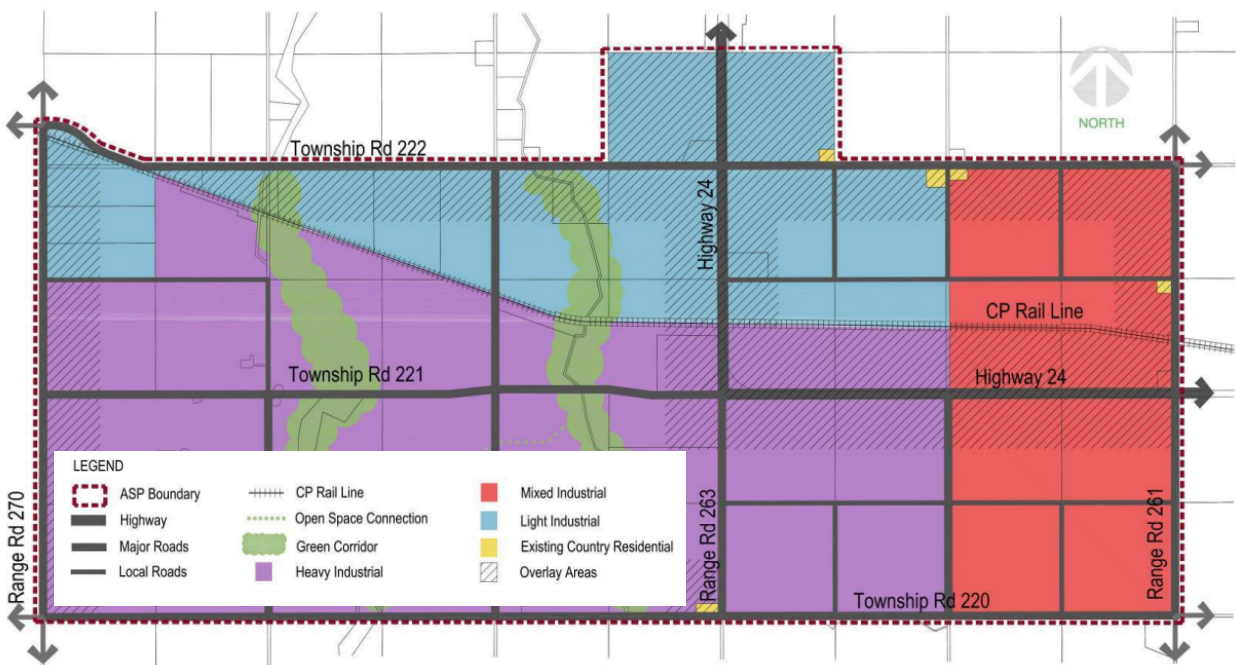 NORTH
Township Rd 222
Highway 24
CP Rail Line
Township Rd 221
Highway 24
Range Rd 270
Range Rd 263
Range Rd 261
Township Rd 220
LEGEND
ASP Boundary
Highway
Major Roads
Local Roads
CP Rail Line
Open Space Connection
Green Corridor
Heavy Industrial
Mixed Industrial
Light Industrial
Existing Country Residential
Overlay Areas